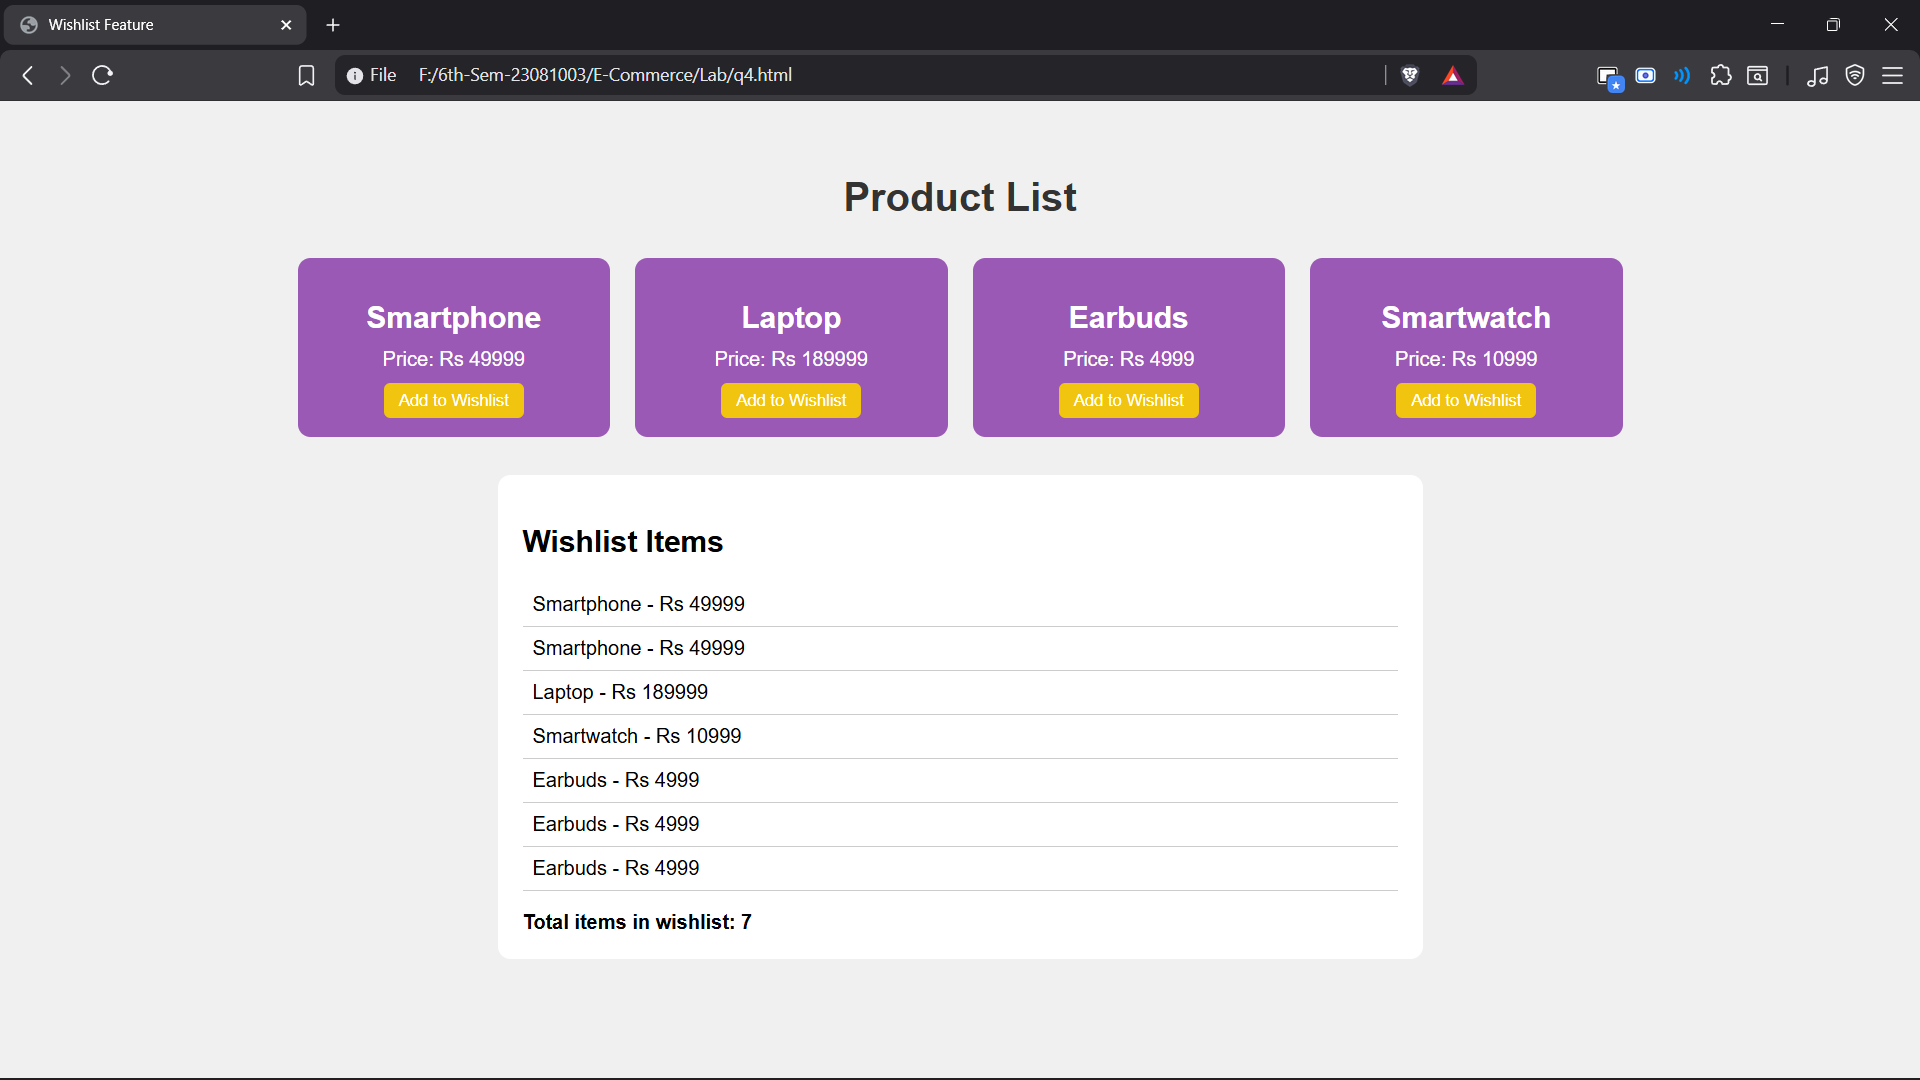 Wishlist Feature
File F:/6th-Sem-23081003/E-Commerce/Lab/q4.html
Product List
Smartphone
Price: Rs 49999
Add to Wishlist
Laptop
Price: Rs 189999
Add to Wishlist
Earbuds
Price: Rs 4999
Add to Wishlist
Smartwatch
Price: Rs 10999
Add to Wishlist
Wishlist Items
Smartphone - Rs 49999
Smartphone - Rs 49999
Laptop - Rs 189999
Smartwatch - Rs 10999
Earbuds - Rs 4999
Earbuds - Rs 4999
Earbuds - Rs 4999
Total items in wishlist: 7